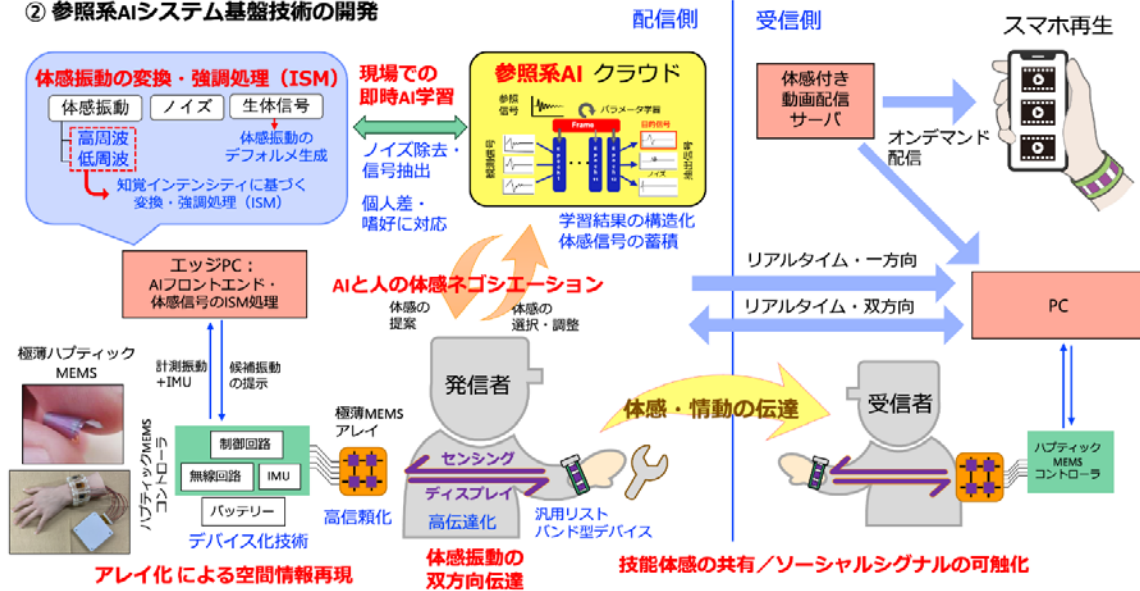 ② 参照系AIシステム基盤技術の開発
配信側
受信側
スマホ再生
体感振動の変換・強調処理（ISM）
体感振動
ノイズ
生体信号
高周波
低周波
体感振動の
デフォルメ生成
知覚インテンシティに基づく
変換・強調処理（ISM）
現場での
即時AI学習
ノイズ除去・
信号抽出
個人差・
嗜好に対応
参照系AI クラウド
参照
信号
パラメータ学習
Frame
目的信号
観測信号
抽出信号
ノイズ
学習結果の構造化
体感信号の蓄積
体感付き
動画配信
サーバ
オンデマンド
配信
エッジPC：
AIフロントエンド・
体感信号のISM処理
AIと人の体感ネゴシエーション
体感の
提案
体感の
選択・調整
リアルタイム・一方向
リアルタイム・双方向
PC
極薄ハプティック
MEMS
計測振動
+IMU
候補振動
の提示
ハプティックMEMS
コントローラ
制御回路
無線回路
IMU
バッテリー
デバイス化技術
極薄MEMS
アレイ
高信頼化
発信者
センシング
ディスプレイ
高伝達化
汎用リスト
バンド型デバイス
体感・情動の伝達
受信者
ハプティック
MEMS
コントローラ
アレイ化 による空間情報再現
体感振動の
双方向伝達
技能体感の共有／ソーシャルシグナルの可触化